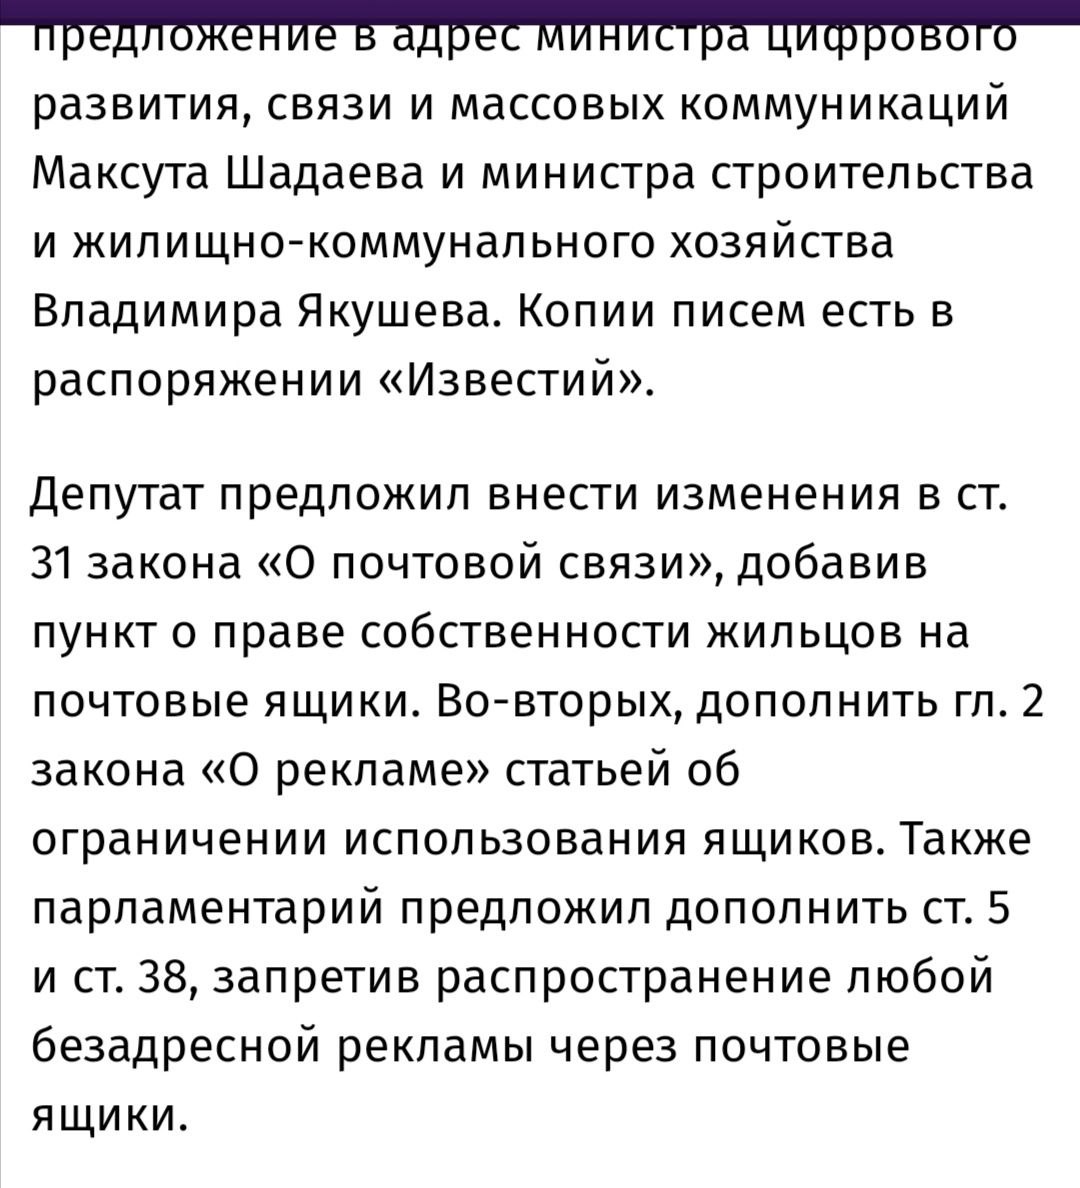 предложение в адрес министра цифрового
развития, связи и массовых коммуникаций
Максута Шадаева и министра строительства
и жилищно-коммунального хозяйства
Владимира Якушева. Копии писем есть в
распоряжении «Известий».
Депутат предложил внести изменения в ст.
31 закона «О почтовой связи», добавив
пункт о праве собственности жильцов на
почтовые ящики. Во-вторых, дополнить гл. 2
закона «О рекламе» статьей об
ограничении использования ящиков. Также
парламентарий предложил дополнить ст. 5
и ст. 38, запретив распространение любой
безадресной рекламы через почтовые
ящики.